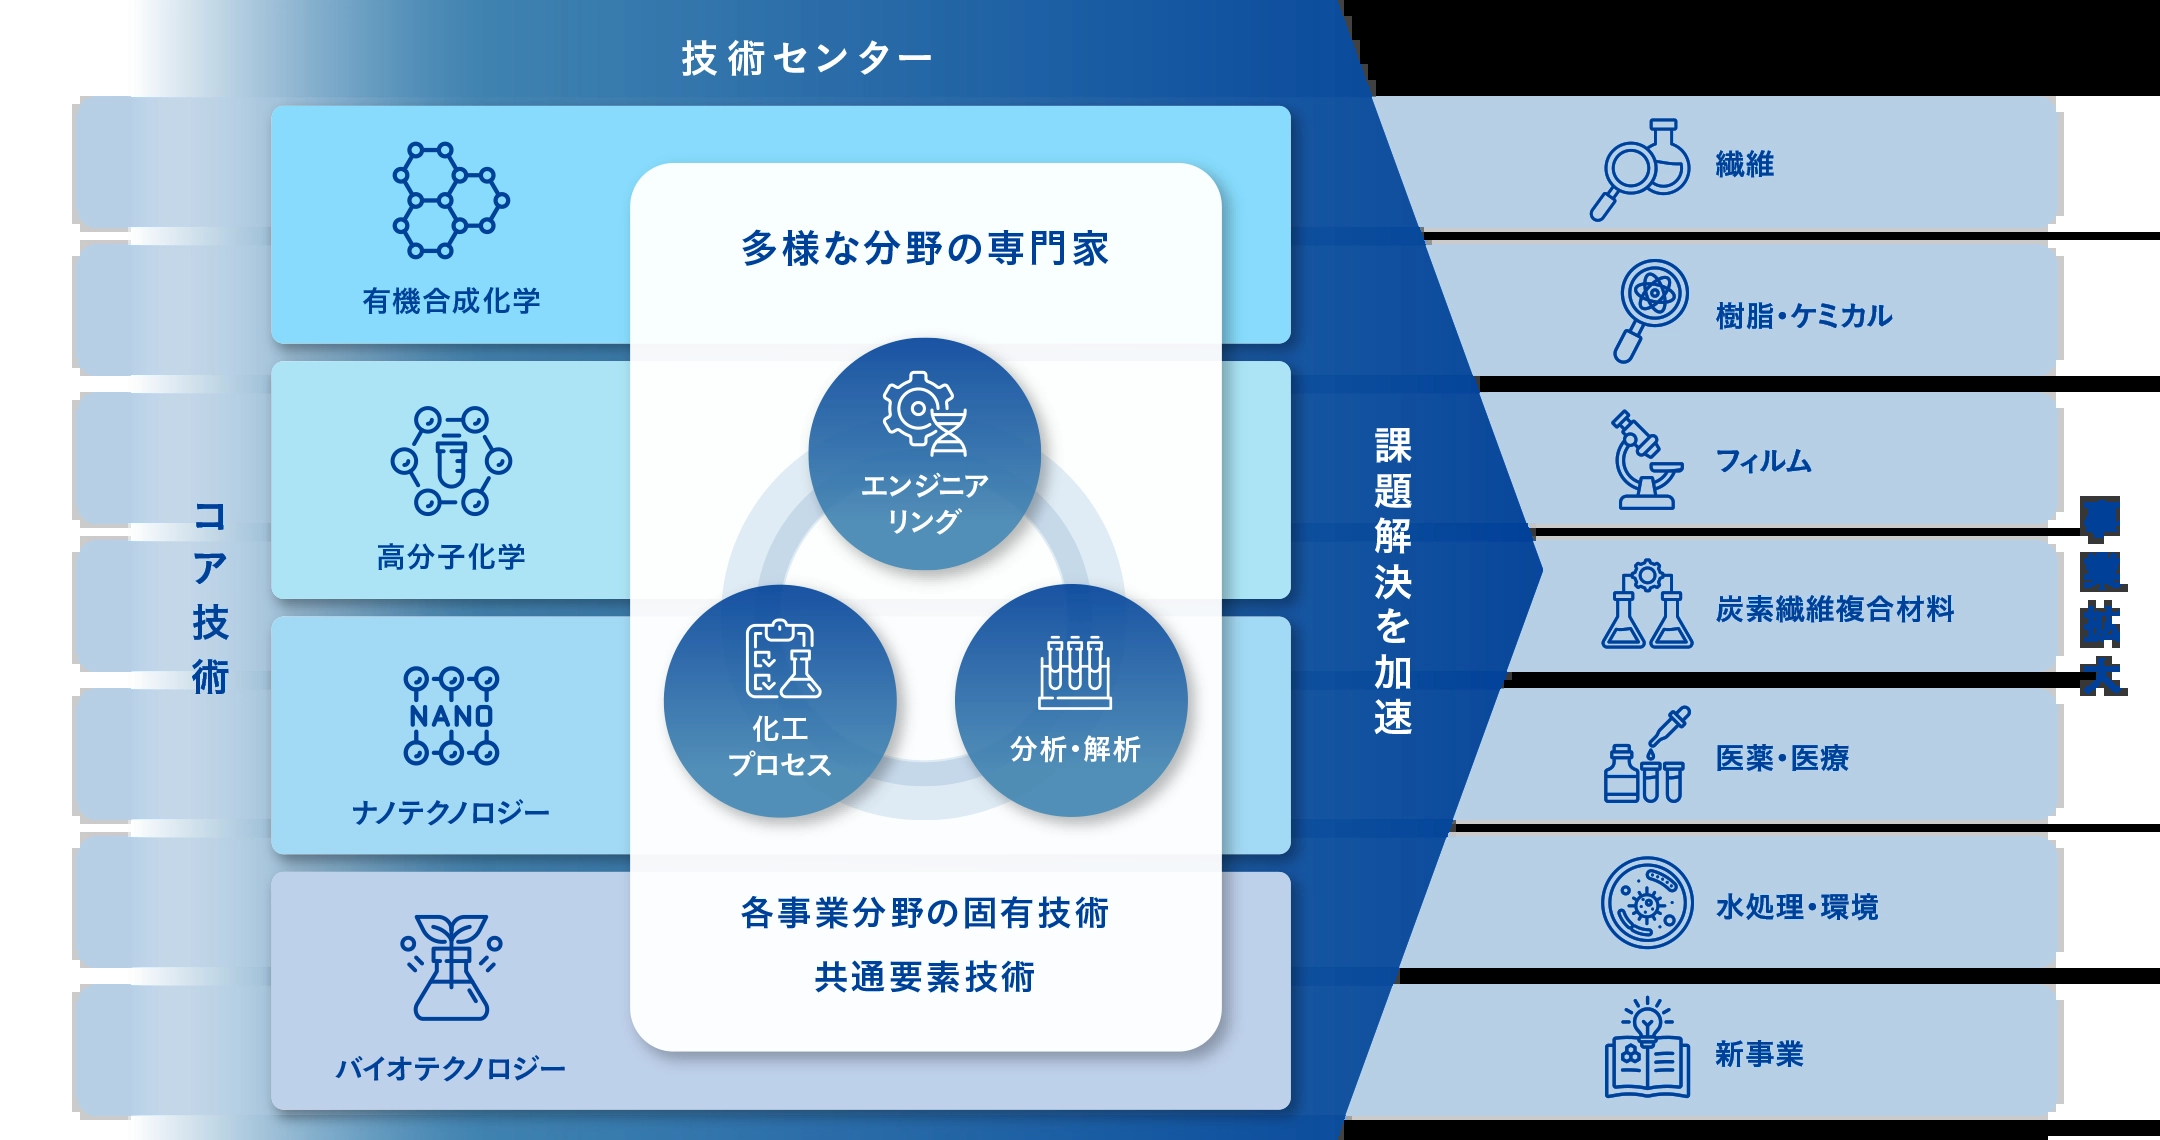 技術センター
コア技術
有機合成化学
高分子化学
NANO
ナノテクノロジー
バイオテクノロジー
多様な分野の専門家
エンジニア
リング
化工
プロセス
分析・解析
各事業分野の固有技術
共通要素技術
課題解決を加速
繊維
樹脂・ケミカル
フィルム
炭素繊維複合材料
医薬・医療
水処理・環境
新事業
事業拡大